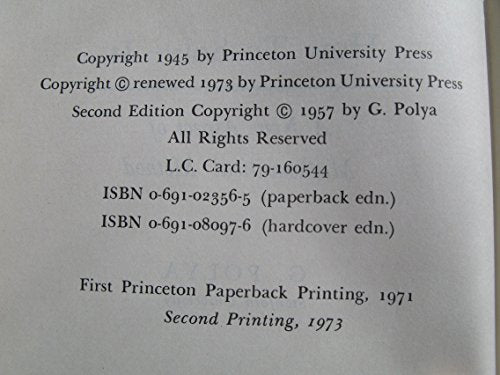 Copyright 1945 by Princeton University Press
Copyright © renewed 1973 by Princeton University Press
Second Edition Copyright © 1957 by G. Polya
All Rights Reserved
L.C. Card: 79-160544
ISBN 0-691-02356-5 (paperback edn.)
ISBN 0-691-08097-6 (hardcover edn.)
First Princeton Paperback Printing, 1971
Second Printing, 1973